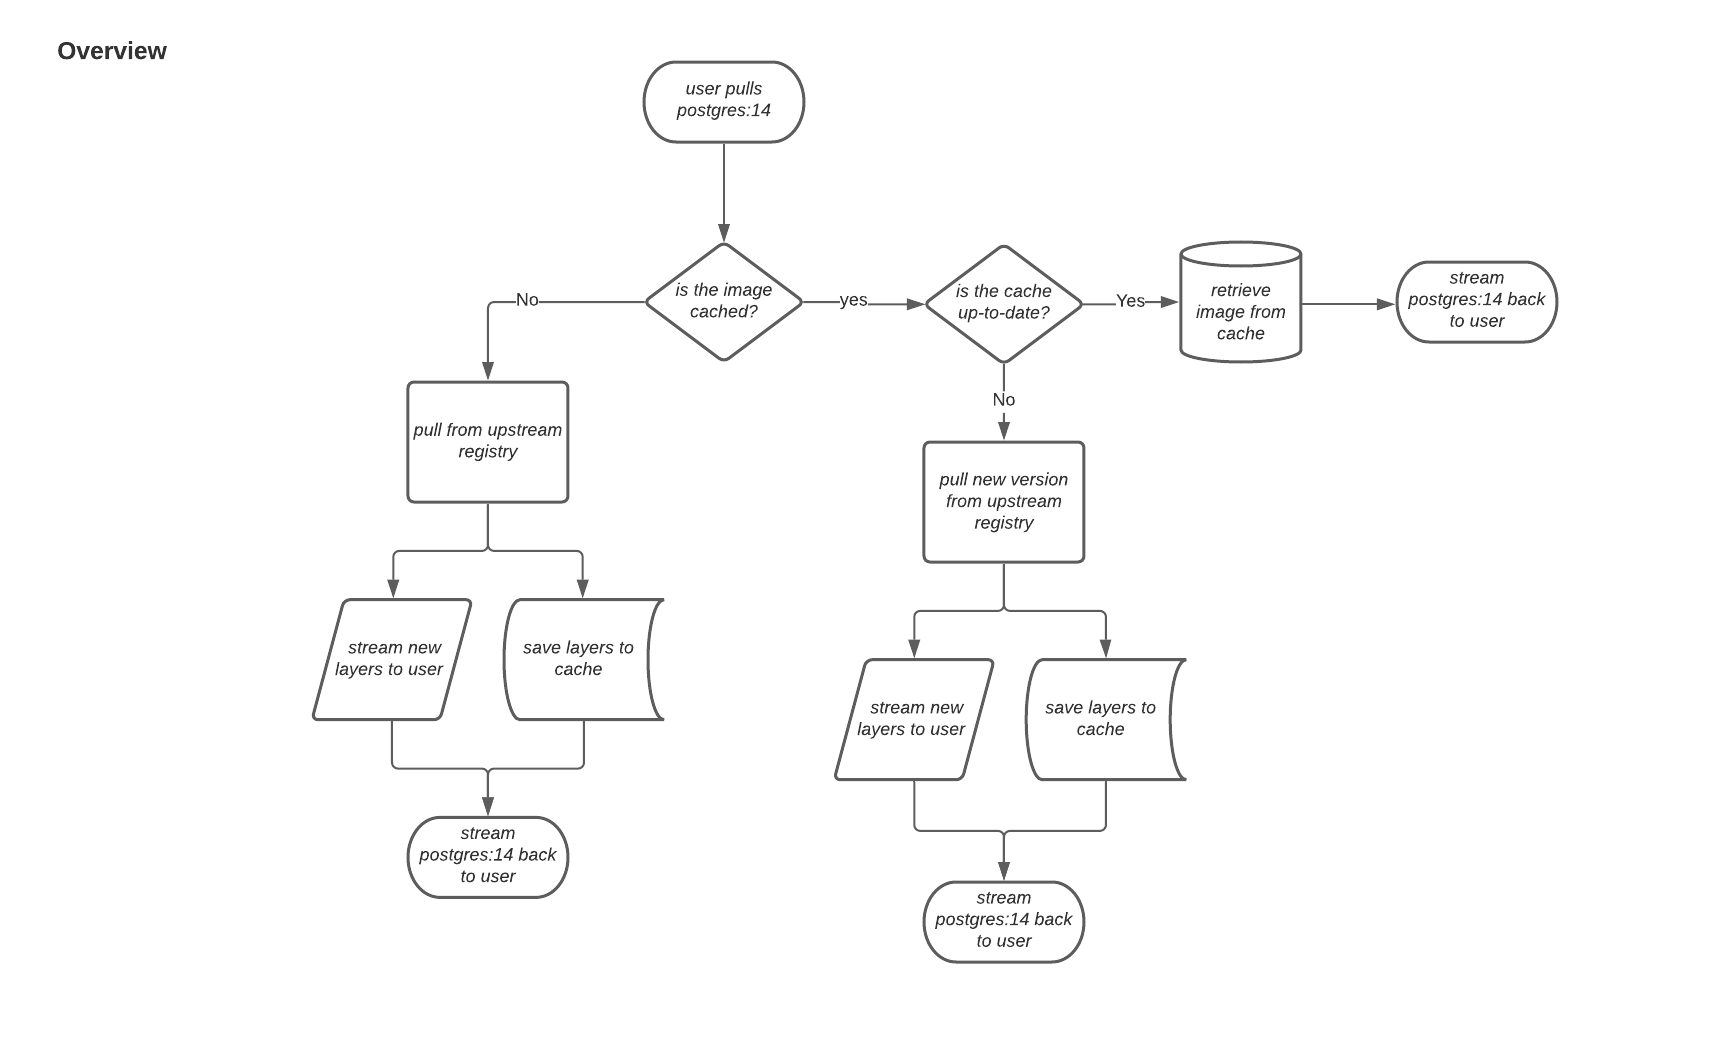 Overview
user pulls
postgres:14
is the image
cached?
No
yes
is the cache
up-to-date?
Yes
retrieve
image from
cache
stream
postgres:14 back
to user
No
pull from upstream
registry
pull new version
from upstream
registry
stream new
layers to user
save layers to
cache
stream new
layers to user
save layers to
cache
stream
postgres:14 back
to user
stream
postgres:14 back
to user